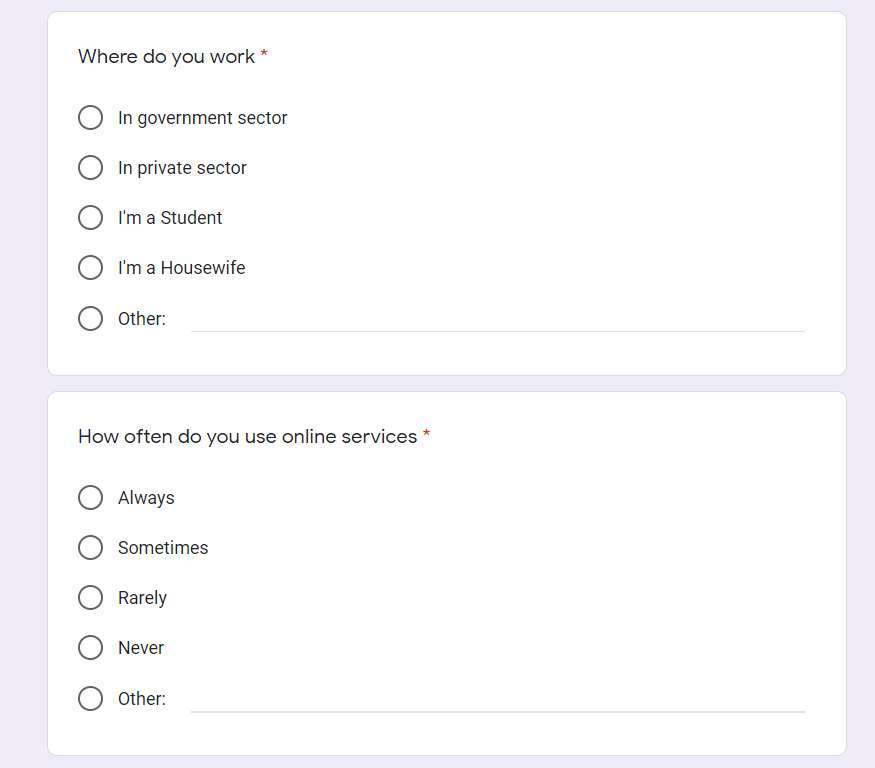 Where do you work *
In government sector
In private sector
I'm a Student
I'm a Housewife
Other:
How often do you use online services *
Always
Sometimes
Rarely
Never
Other: